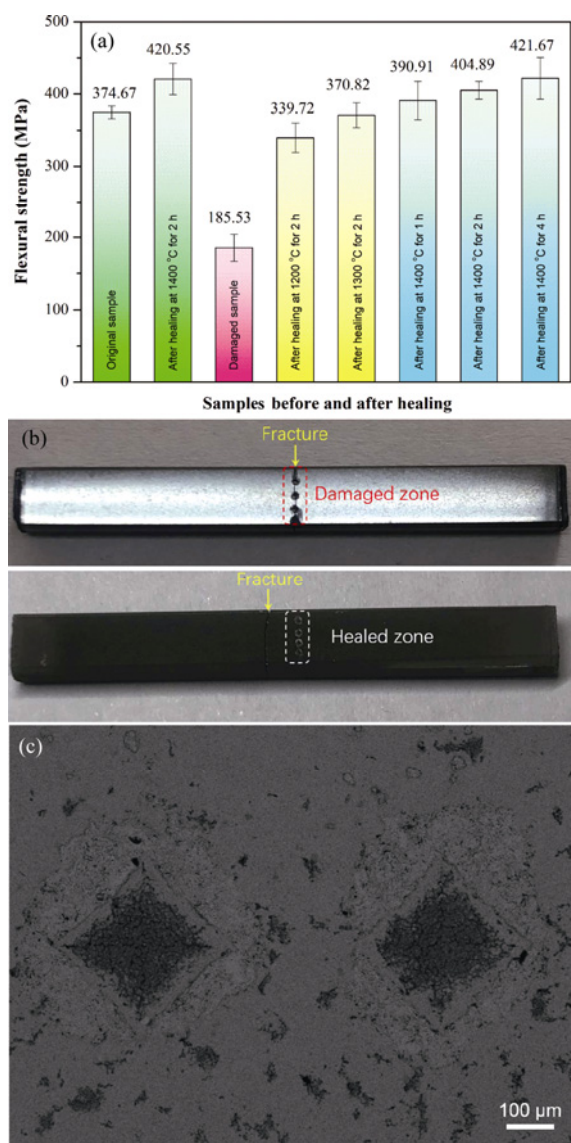 (a)
Flexural strength (MPa)
500
400
300
200
100
0
374.67
420.55
185.53
339.72
370.82
390.91
404.89
421.67
Original sample
After healing at 1400 °C for 2 h
Damaged sample
After healing at 1200 °C for 2 h
After healing at 1300 °C for 2 h
After healing at 1400 °C for 1 h
After healing at 1400 °C for 2 h
After healing at 1400 °C for 4 h
Samples before and after healing
(b)
Fracture
Damaged zone
Fracture
Healed zone
(c)
100 μm